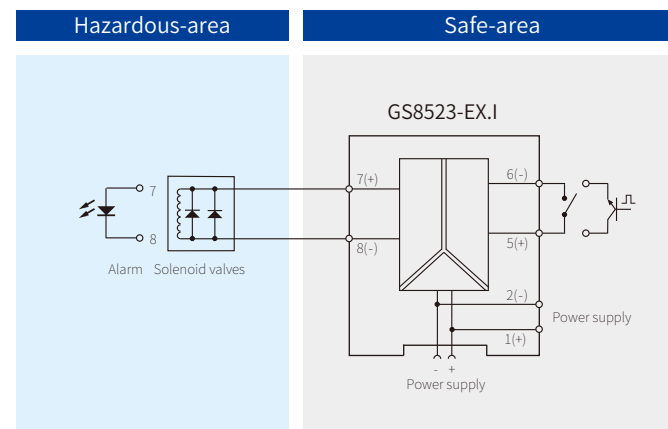 Hazardous-area
Safe-area
GS8523-EX.I
7
8
Alarm
Solenoid valves
7(+)
8(-)
6(-)
5(+)
2(-)
1(+)
Power supply
- +
Power supply